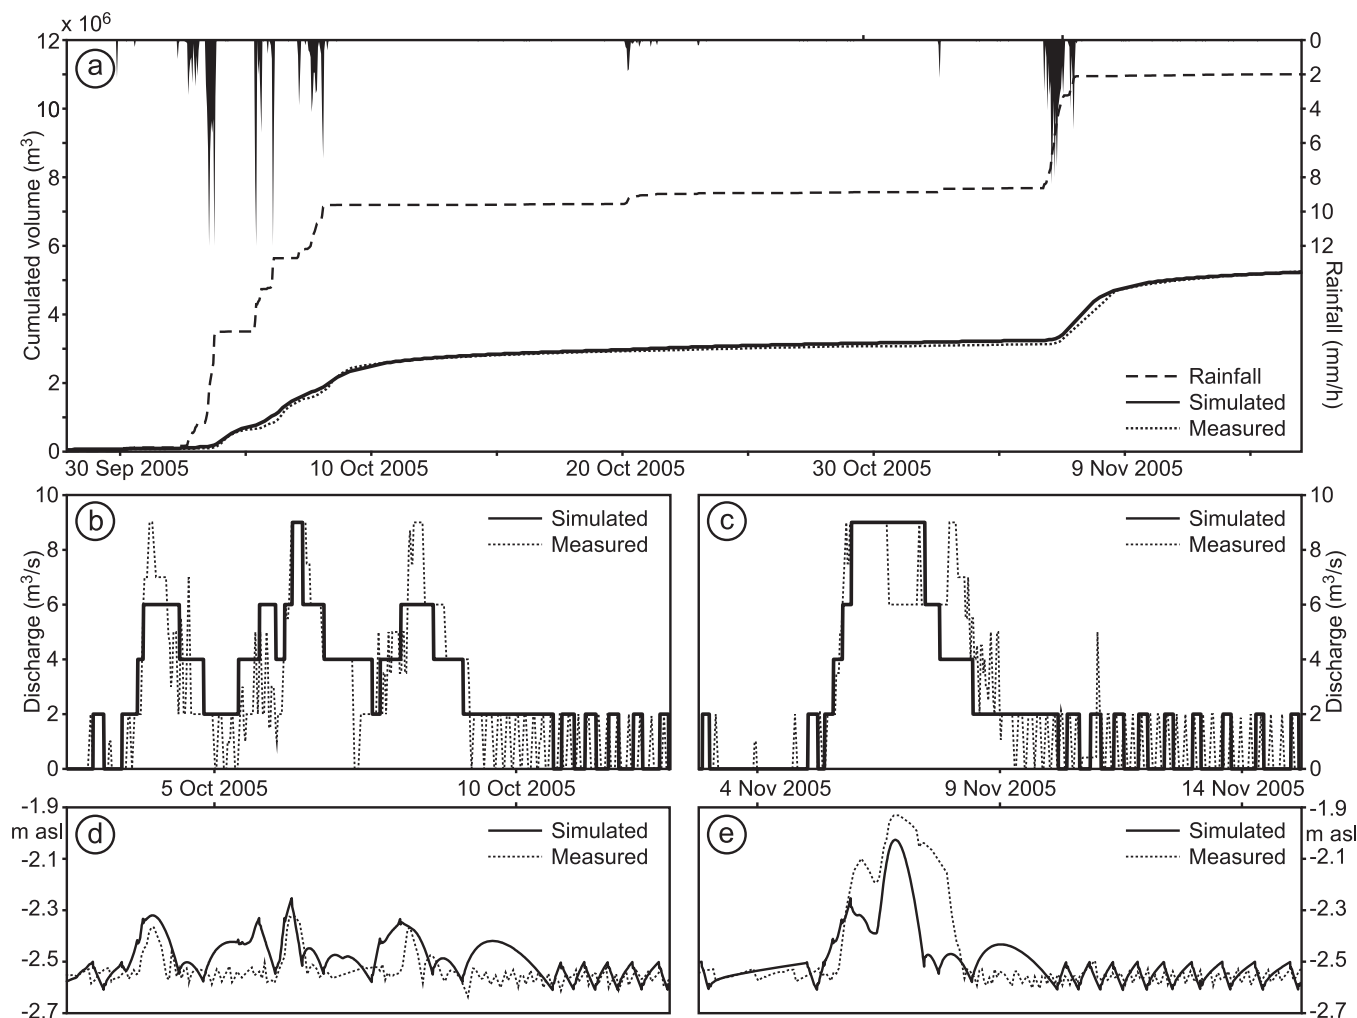 x 10⁶
a
12
10
8
6
4
2
0
Cumulated volume (m³)
0
2
4
6
8
10
12
Rainfall (mm/h)
Rainfall
Simulated
Measured
30 Sep 2005 10 Oct 2005 20 Oct 2005 30 Oct 2005 9 Nov 2005
b
10
8
6
4
2
0
Discharge (m³/s)
Simulated
Measured
5 Oct 2005 10 Oct 2005
c
Simulated
Measured
10
8
6
4
2
0
Discharge (m³/s)
4 Nov 2005 9 Nov 2005 14 Nov 2005
d
-1.9
m asl
-2.1
-2.3
-2.5
-2.7
Simulated
Measured
e
Simulated
Measured
-1.9
m asl
-2.1
-2.3
-2.5
-2.7